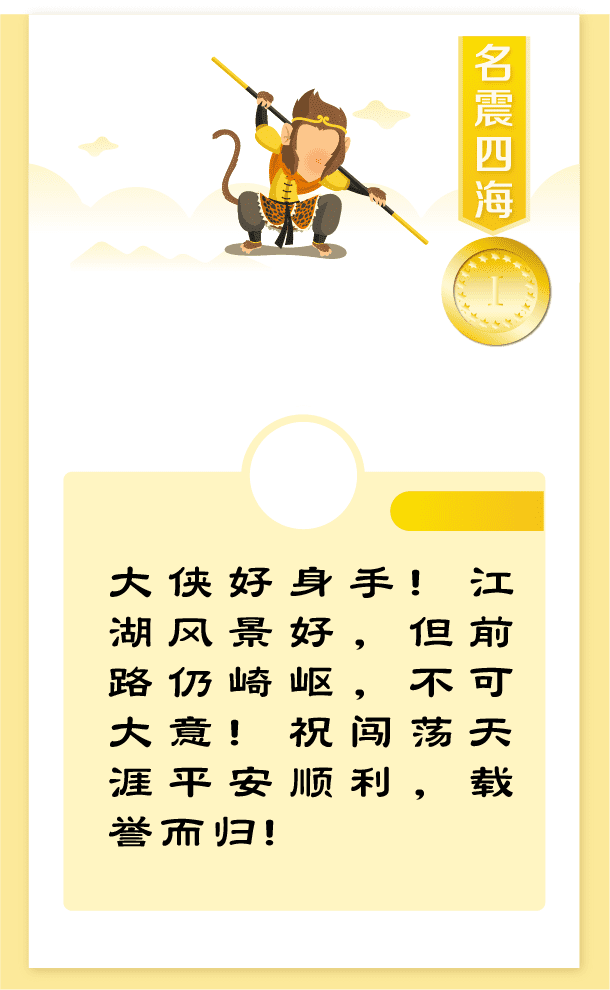 名震四海
1
大侠好身手！江
湖风景好，但前
路仍崎岖，不可
大意！祝闯荡天
涯平安顺利，载
誉而归！